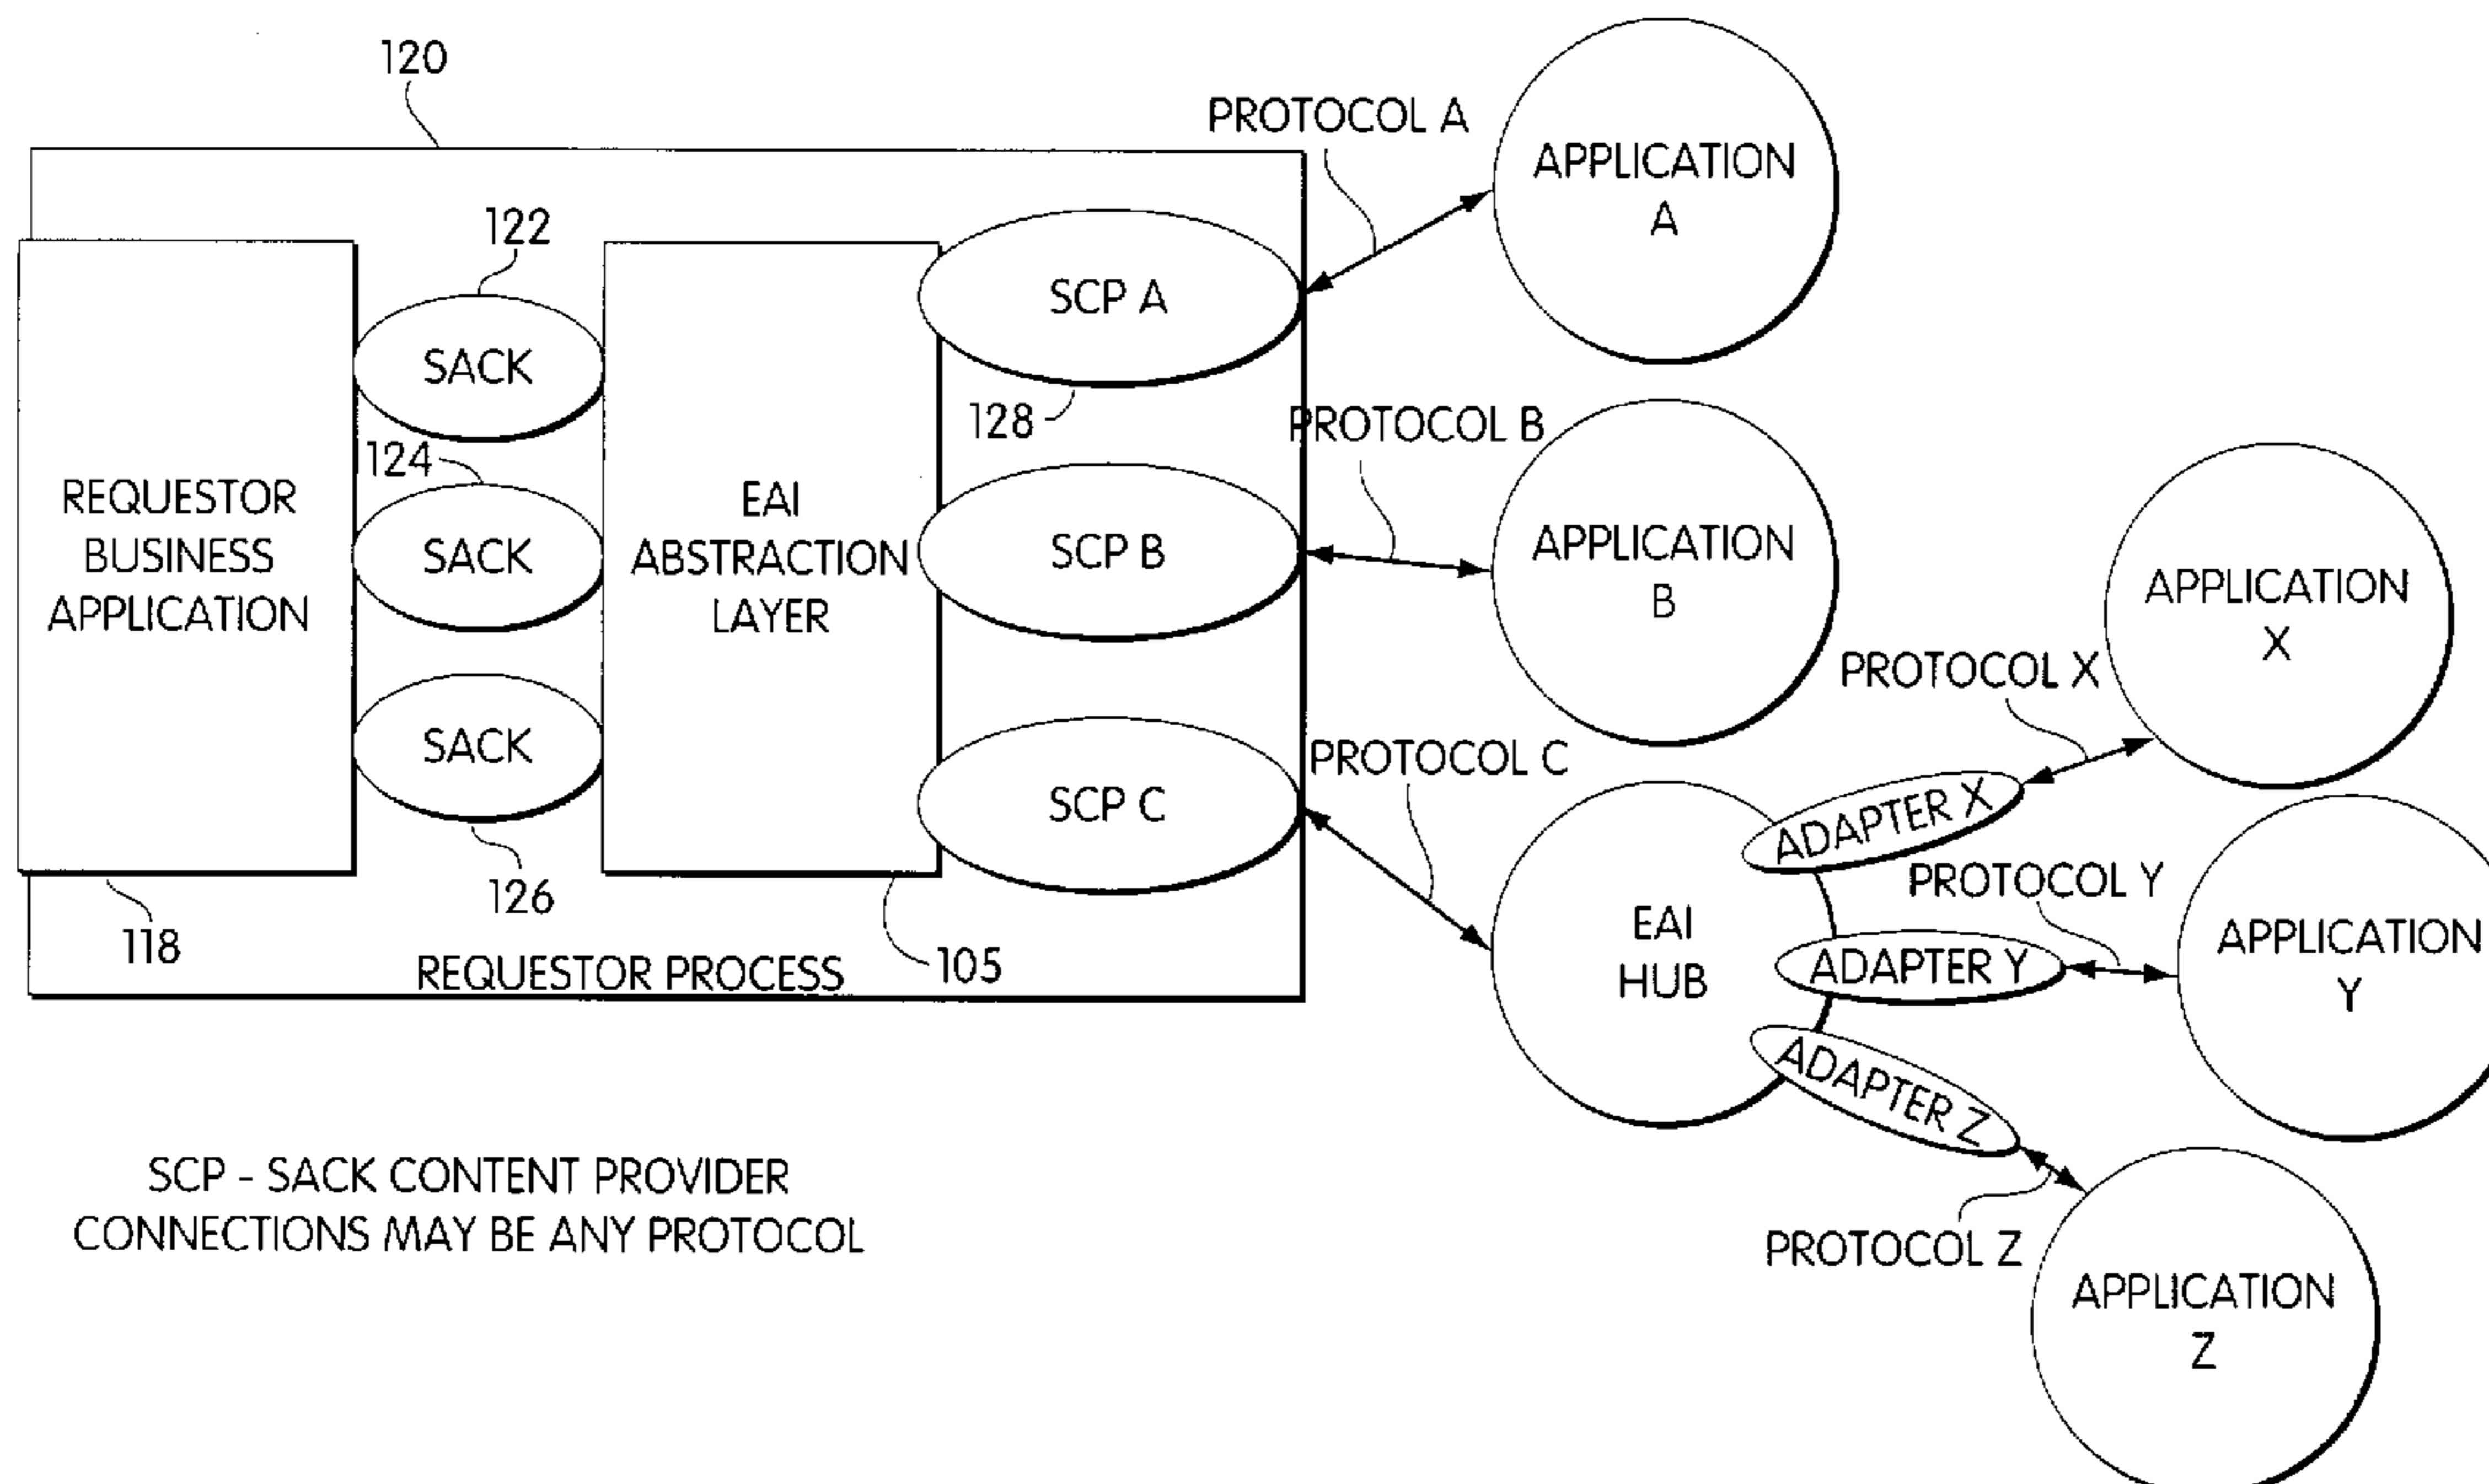 120
PROTOCOL A
APPLICATION
A
122
SACK
SCP A
128
PROTOCOL B
124
REQUESTOR
BUSINESS
APPLICATION
SACK
EAI
ABSTRACTION
LAYER
SCP B
APPLICATION
B
APPLICATION
X
PROTOCOL X
SACK
SCP C
PROTOCOL C
ADAPTER X
126
118
105
REQUESTOR PROCESS
EAI
HUB
PROTOCOL Y
ADAPTER Y
APPLICATION
Y
ADAPTER Z
PROTOCOL Z
APPLICATION
Z
SCP - SACK CONTENT PROVIDER
CONNECTIONS MAY BE ANY PROTOCOL